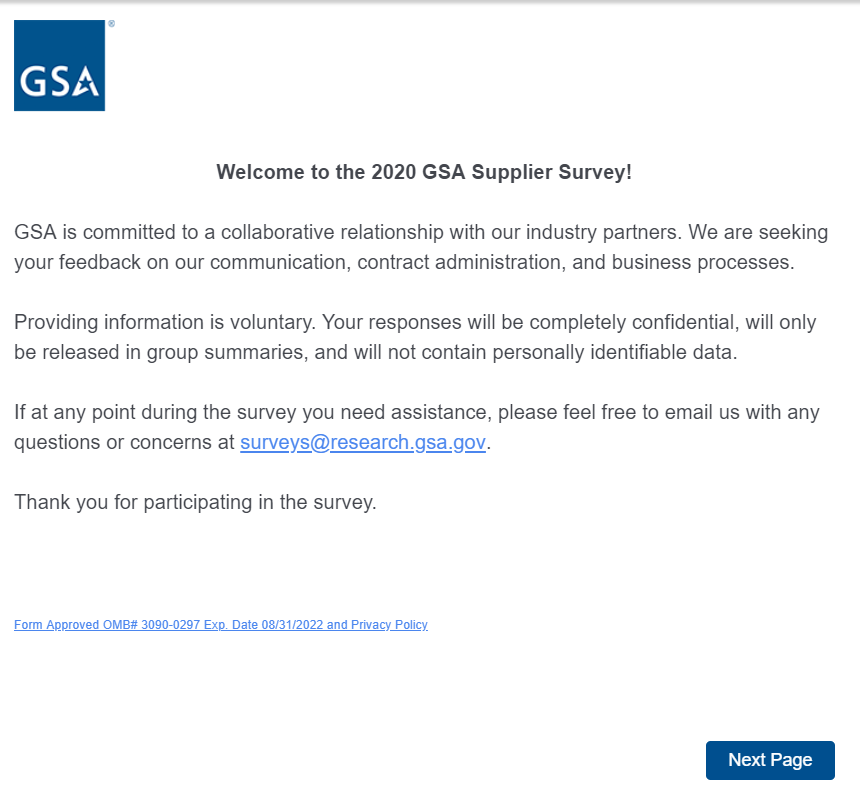 GSA ®
Welcome to the 2020 GSA Supplier Survey!
GSA is committed to a collaborative relationship with our industry partners. We are seeking
your feedback on our communication, contract administration, and business processes.
Providing information is voluntary. Your responses will be completely confidential, will only
be released in group summaries, and will not contain personally identifiable data.
If at any point during the survey you need assistance, please feel free to email us with any
questions or concerns at surveys@research.gsa.gov.
Thank you for participating in the survey.
Form Approved OMB# 3090-0297 Exp. Date 08/31/2022 and Privacy Policy
Next Page